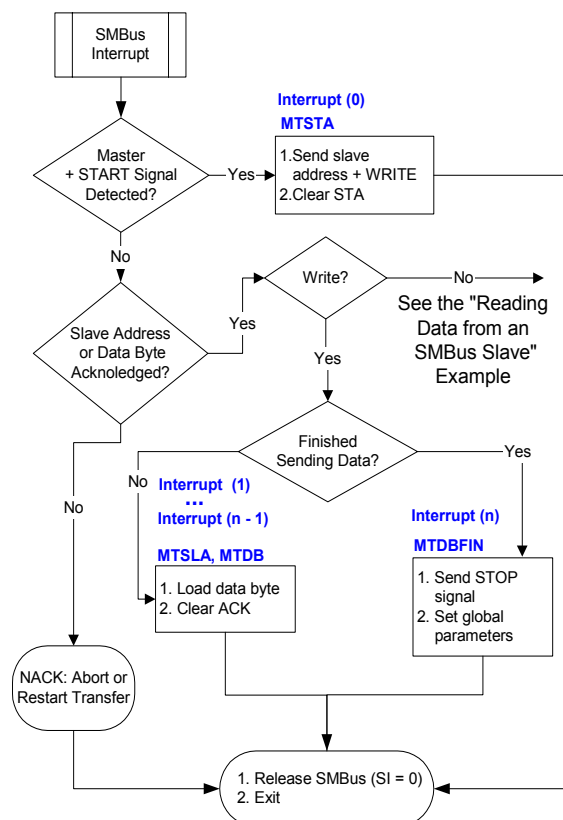 SMBus
Interrupt
Interrupt (0)
MTSTA
Master
+ START Signal
Detected?
Yes
1.Send slave
address + WRITE
2.Clear STA
No
Write?
No
See the "Reading
Data from an
SMBus Slave"
Example
Slave Address
or Data Byte
Acknoledged?
Yes
Yes
Finished
Sending Data?
No
Yes
Interrupt (1)
...
Interrupt (n - 1)
MTSLA, MTDB
1. Load data byte
2. Clear ACK
Interrupt (n)
MTDBFIN
1. Send STOP
signal
2. Set global
parameters
No
NACK: Abort or
Restart Transfer
1. Release SMBus (SI = 0)
2. Exit